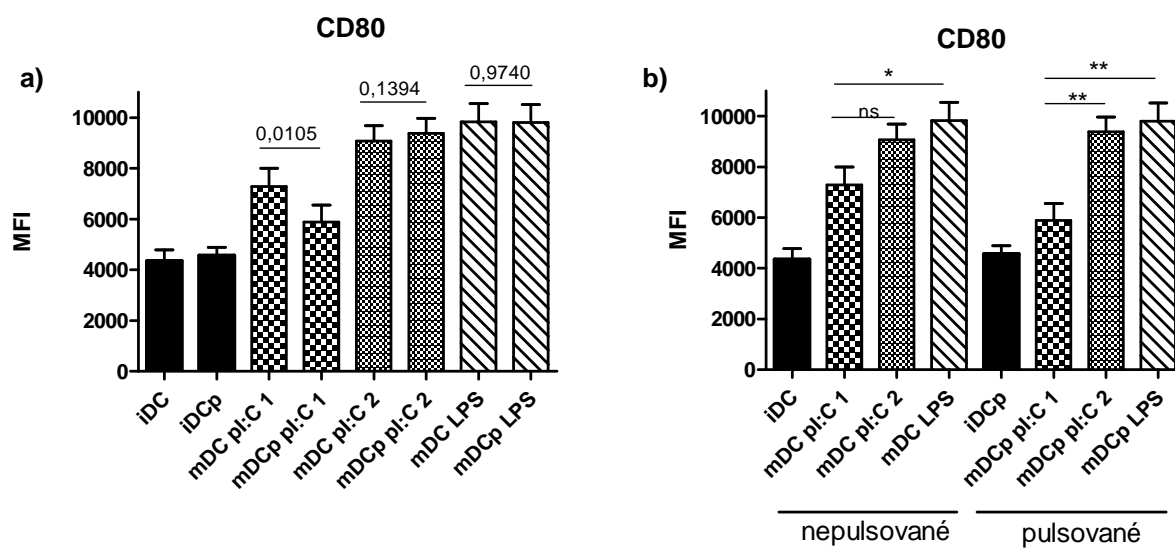 CD80
a)
0,9740
0,1394
0,0105
10000
8000
6000
4000
2000
0
MFI
iDC
iDCp
mDC pI:C 1
mDCp pI:C 1
mDC pI:C 2
mDCp pI:C 2
mDC LPS
mDCp LPS
CD80
b)
*
**
ns
**
10000
8000
6000
4000
2000
0
MFI
iDC
mDC pI:C 1
mDC pI:C 2
mDC LPS
iDCp
mDCp pI:C 1
mDCp pI:C 2
mDCp LPS
nepulsované
pulsované